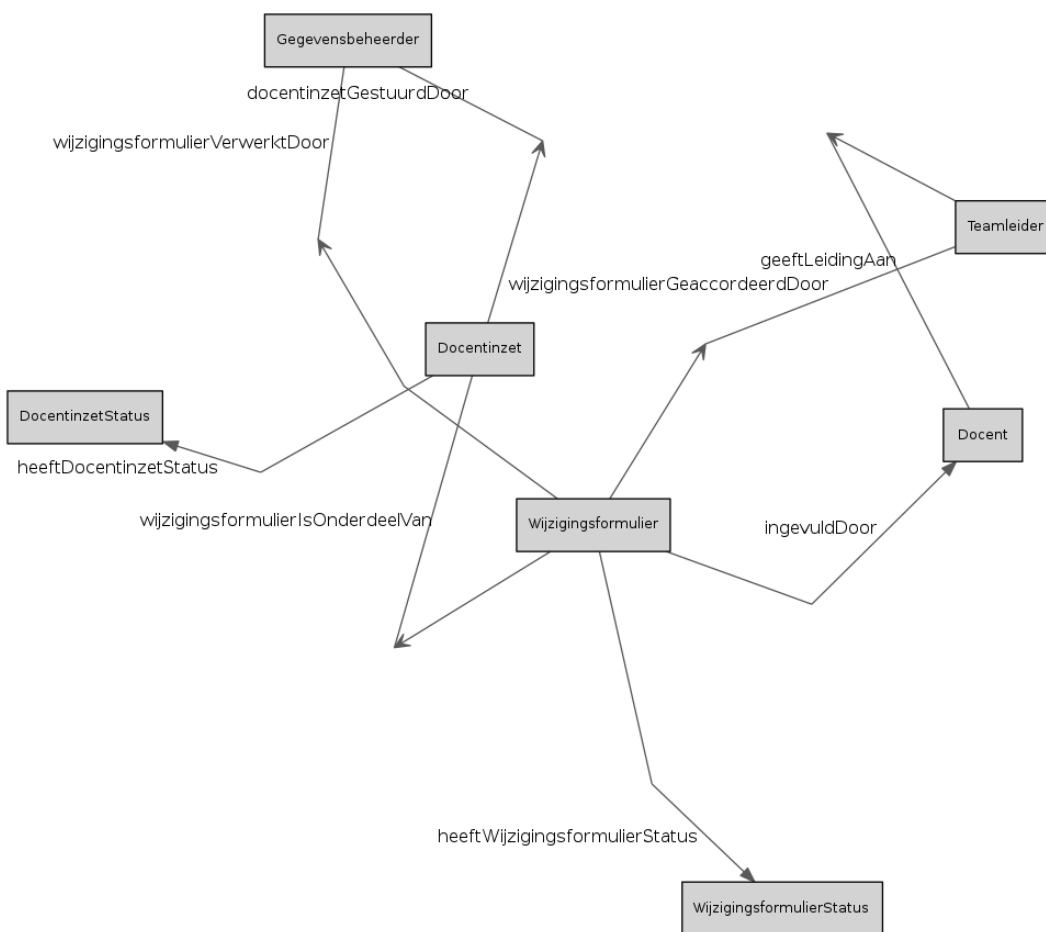 Gegevensbeheerder
docentinzetGestuurdDoor
wijzigingsformulierVerwerktDoor
Teamleider
geeftLeidingAan
wijzigingsformulierGeaccordeerdDoor
Docentinzet
DocentinzetStatus
Docent
heeftDocentinzetStatus
wijzigingsformulierIsOnderdeelVan
Wijzigingsformulier
ingevuldDoor
heeftWijzigingsformulierStatus
WijzigingsformulierStatus